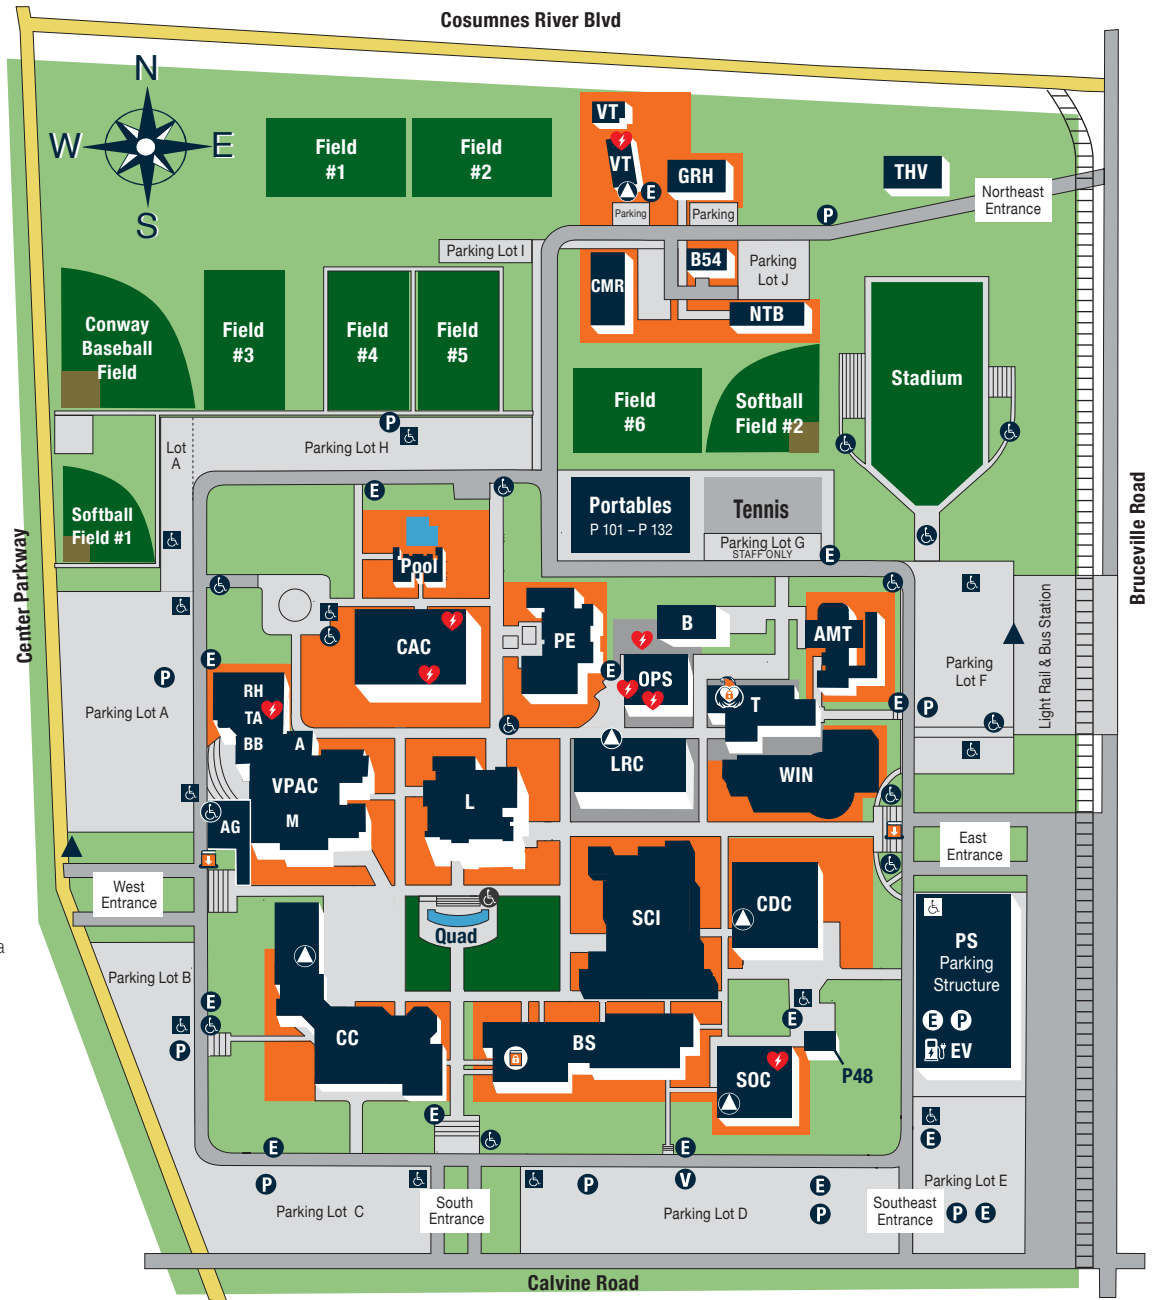 Cosumnes River Blvd
N
W
E
S
Field
#1
Field
#2
VT
VT
E
GRH
THV
Northeast
Entrance
Parking
Parking
P
Parking Lot I
B54
Parking
Lot J
CMR
NTB
Conway
Baseball
Field
Field
#3
Field
#4
Field
#5
Stadium
Field
#6
Softball
Field #2
P
Lot
A
Parking Lot H
Softball
Field #1
E
Portables
P 101 – P 132
Tennis
Parking Lot G
STAFF ONLY
E
Center Parkway
Bruceville Road
Pool
CAC
PE
B
AMT
Light Rail & Bus Station
Parking
Lot F
E
P
Parking Lot A
RH
TA
BB
A
E
OPS
T
E
P
VPAC
M
AG
L
LRC
WIN
East
Entrance
West
Entrance
Quad
SCI
CDC
PS
Parking
Structure
E
P
EV
a
Parking Lot B
E
P
CC
BS
E
SOC
P48
E
E
E
E
P
Parking Lot C
South
Entrance
P
V
Parking Lot D
E
P
Southeast
Entrance
Parking Lot E
P
E
Calvine Road